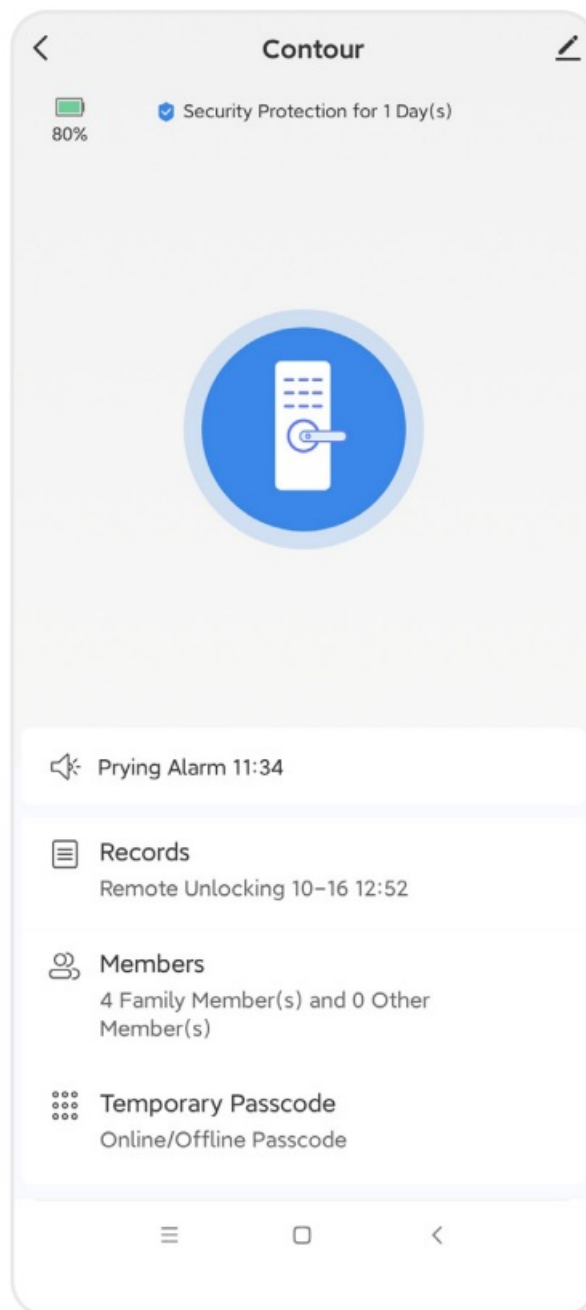 Contour
Security Protection for 1 Day(s)
80%
Prying Alarm 11:34
Records
Remote Unlocking 10-16 12:52
Members
4 Family Member(s) and 0 Other
Member(s)
Temporary Passcode
Online/Offline Passcode